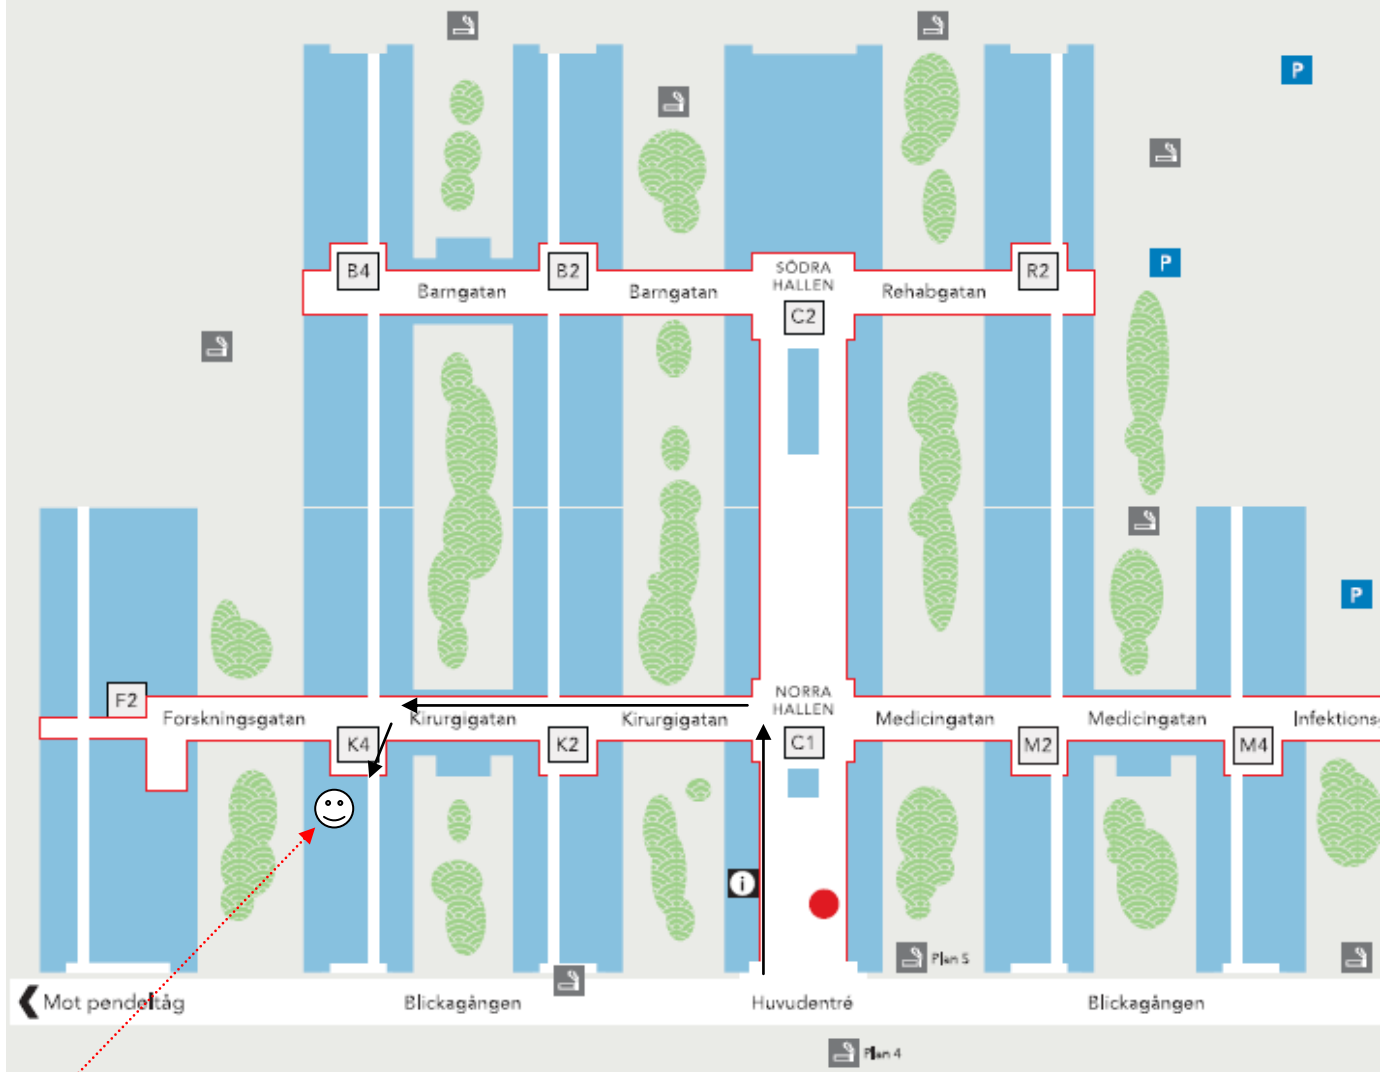 P
B4
B2
SÖDRA
HALLEN
R2
P
Barngatan
Barngatan
Rehabgatan
C2
P
F2
NORRA
HALLEN
Forskningsgatan
Kirurgigatan
Kirurgigatan
Medicingatan
Medicingatan
Infektions
K4
K2
C1
M2
M4
i
Plan 5
Mot pendeltåg
Blickagången
Huvudentré
Blickagången
Plan 4